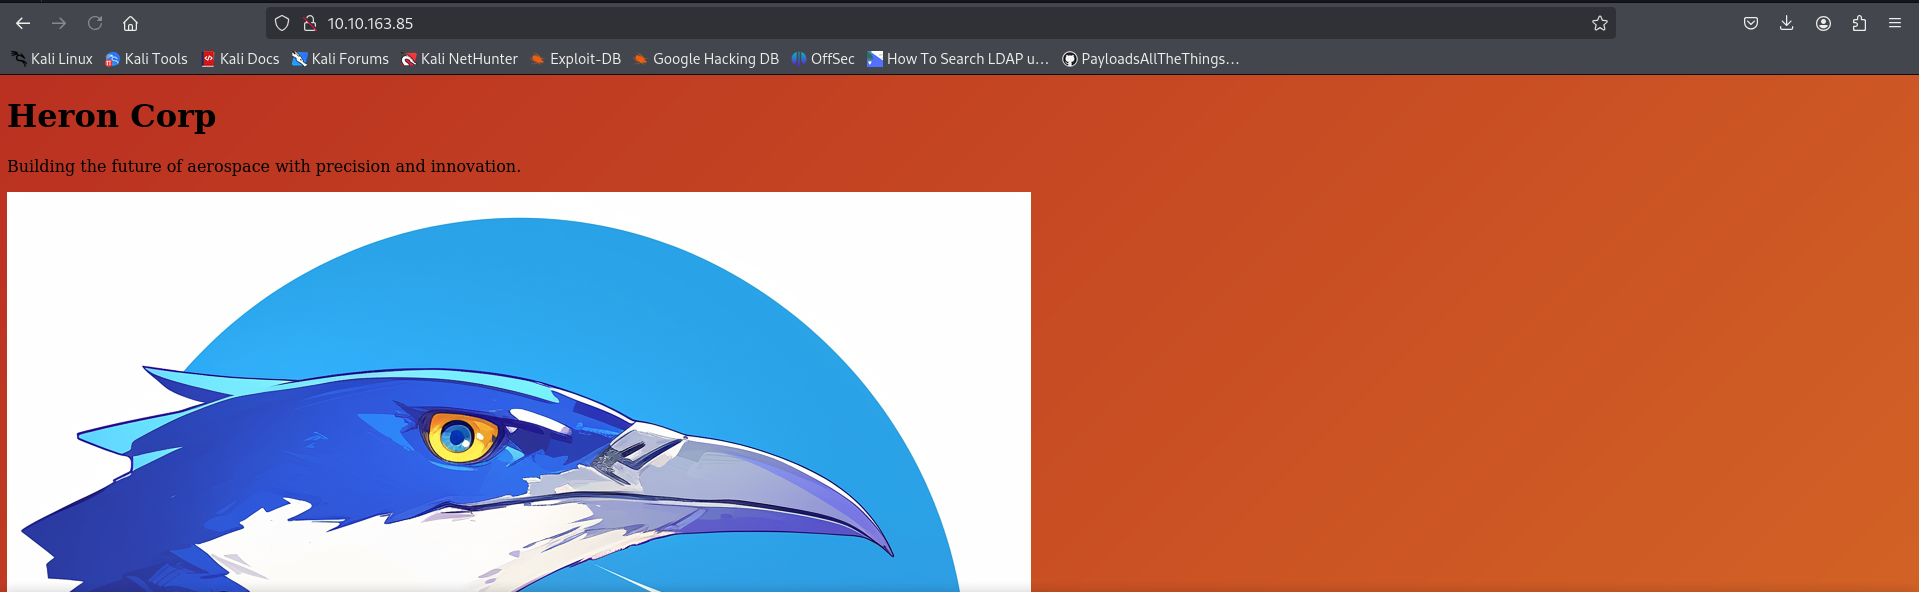 10.10.163.85
Kali Linux Kali Tools Kali Docs Kali Forums Kali NetHunter Exploit-DB Google Hacking DB OffSec How To Search LDAP u… PayloadsAllTheThings…
Heron Corp
Building the future of aerospace with precision and innovation.